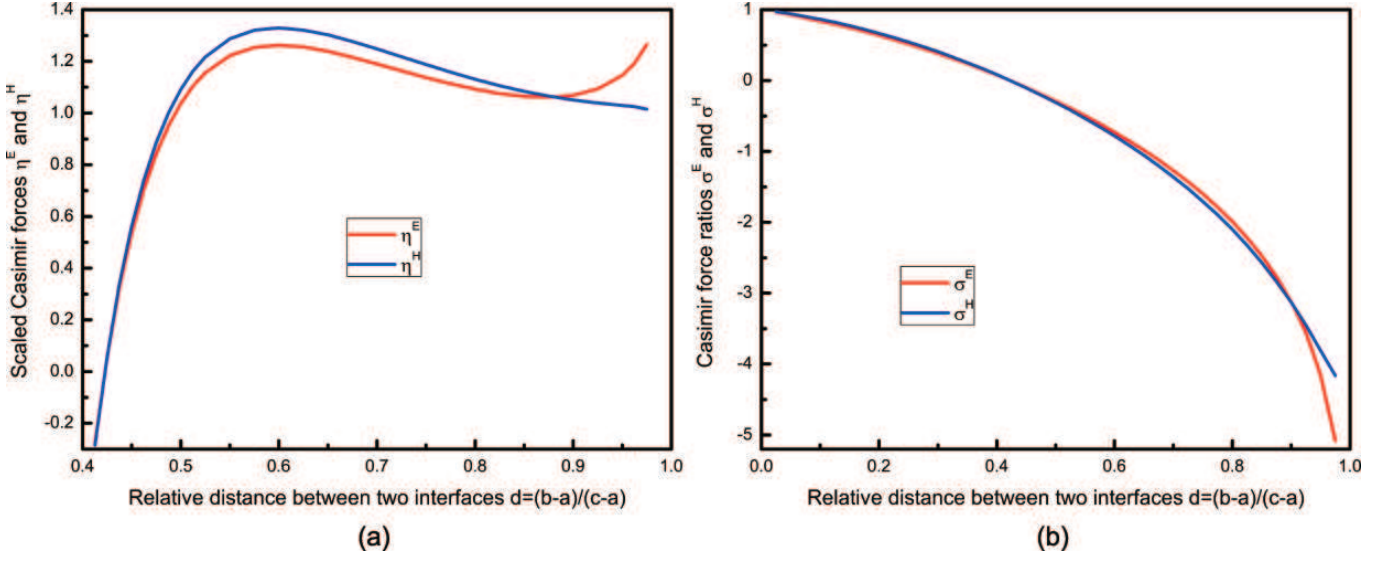 Scaled Casimir forces η^E and η^H
1.4
1.2
1.0
0.8
0.6
0.4
0.2
0.0
-0.2
η^E
η^H
0.4 0.5 0.6 0.7 0.8 0.9 1.0
Relative distance between two interfaces d=(b-a)/(c-a)
(a)
Casimir force ratios σ^E and σ^H
1
0
-1
-2
-3
-4
-5
σ^E
σ^H
0.0 0.2 0.4 0.6 0.8 1.0
Relative distance between two interfaces d=(b-a)/(c-a)
(b)